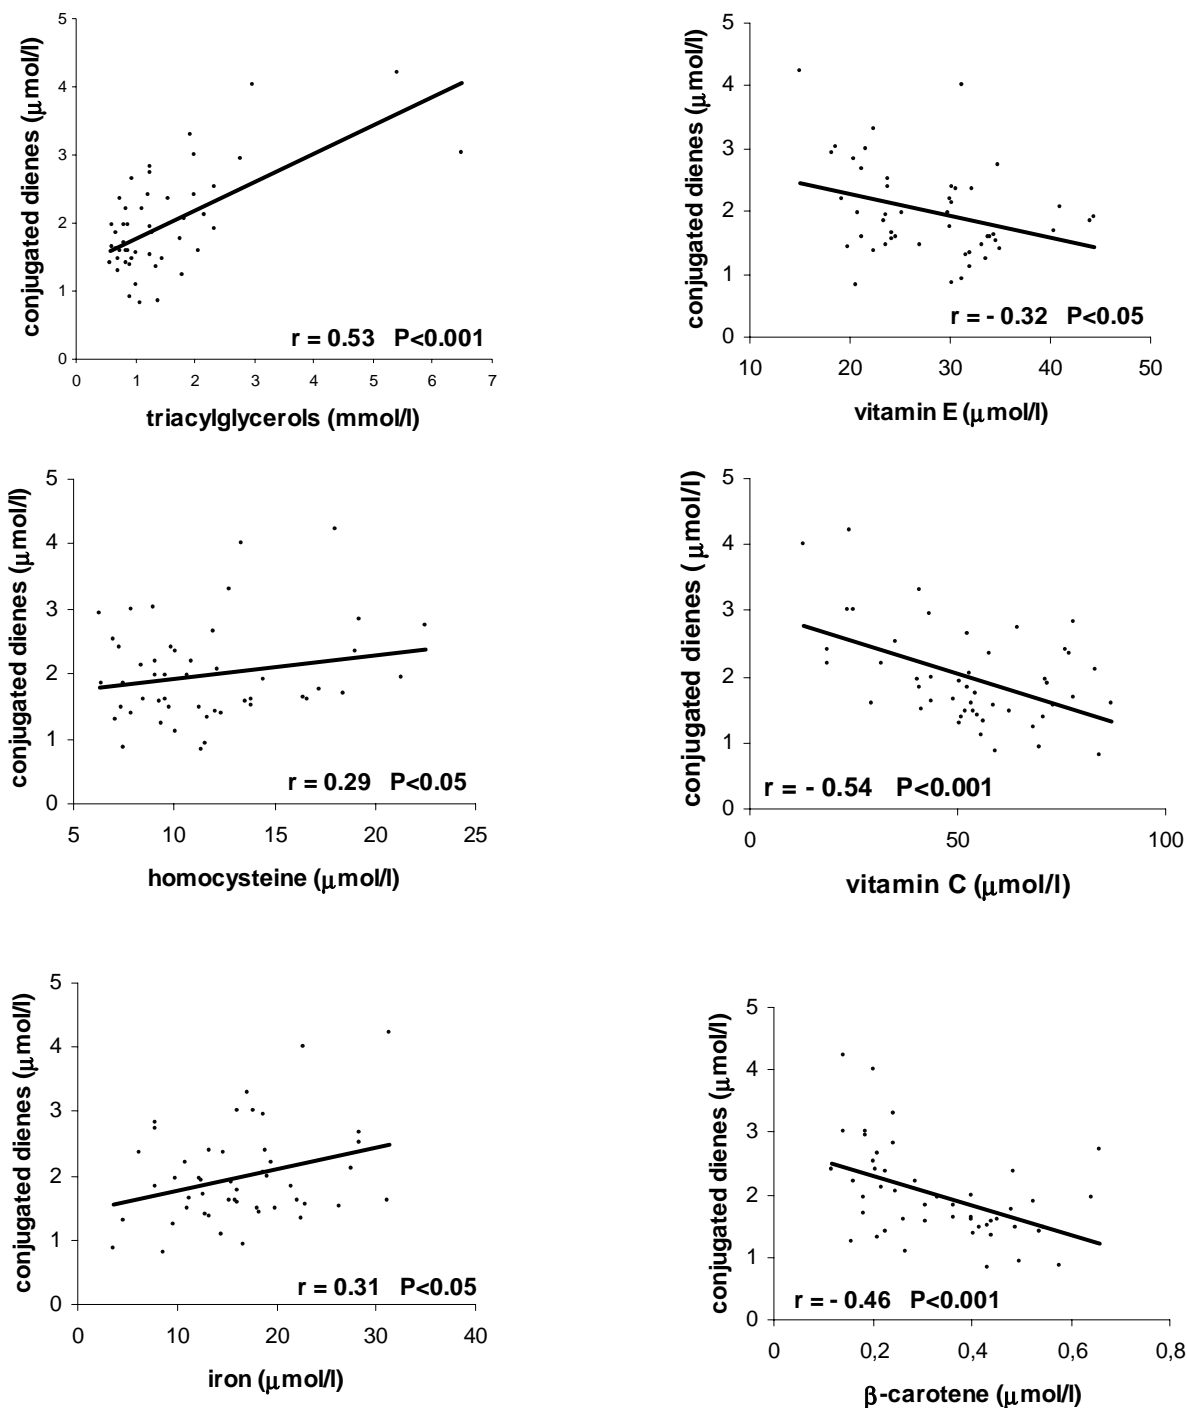 conjugated dienes (μmol/l)
5
4
3
2
1
0
r = 0.53 P<0.001
0 1 2 3 4 5 6 7
triacylglycerols (mmol/l)
conjugated dienes (μmol/l)
5
4
3
2
1
0
r = - 0.32 P<0.05
10 20 30 40 50
vitamin E (μmol/l)
conjugated dienes (μmol/l)
5
4
3
2
1
0
r = 0.29 P<0.05
5 10 15 20 25
homocysteine (μmol/l)
conjugated dienes (μmol/l)
5
4
3
2
1
0
r = - 0.54 P<0.001
0 50 100
vitamin C (μmol/l)
conjugated dienes (μmol/l)
5
4
3
2
1
0
r = 0.31 P<0.05
0 10 20 30 40
iron (μmol/l)
conjugated dienes (μmol/l)
5
4
3
2
1
0
r = - 0.46 P<0.001
0 0,2 0,4 0,6 0,8
β-carotene (μmol/l)